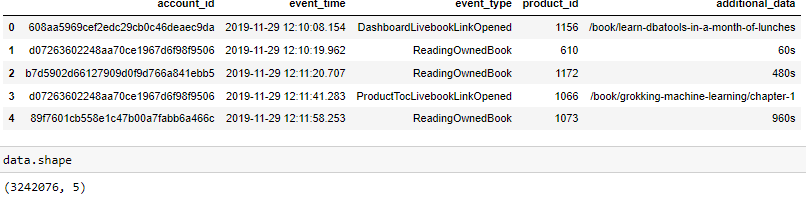 account_id event_time event_type product_id additional_data
0 608aa5969cef2edc29cb0c46deaec9da 2019-11-29 12:10:08.154 DashboardLivebookLinkOpened 1156 /book/learn-dbatools-in-a-month-of-lunches
1 d07263602248aa70ce1967d6f98f9506 2019-11-29 12:10:19.962 ReadingOwnedBook 610 60s
2 b7d5902d66127909d0f9d766a841ebb5 2019-11-29 12:11:20.707 ReadingOwnedBook 1172 480s
3 d07263602248aa70ce1967d6f98f9506 2019-11-29 12:11:41.283 ProductTocLivebookLinkOpened 1066 /book/grokking-machine-learning/chapter-1
4 89f7601cb558e1c47b00a7fabb6a466c 2019-11-29 12:11:58.253 ReadingOwnedBook 1073 960s
data.shape
(3242076, 5)